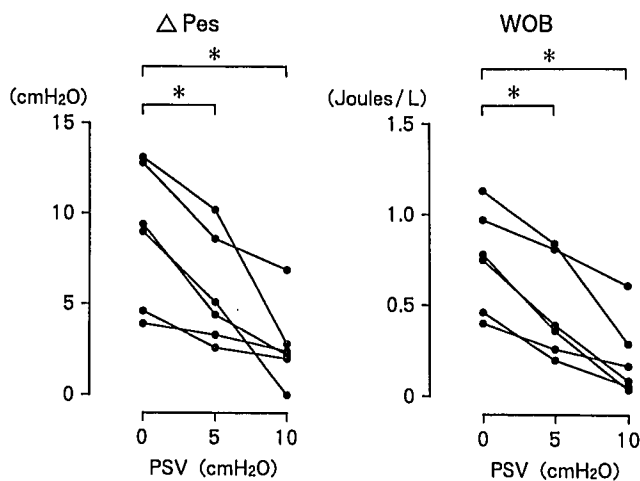 △ Pes
*
*
(cmH2O)
15
10
5
0
0 5 10
PSV (cmH2O)
WOB
*
*
(Joules/L)
1.5
1.0
0.5
0
0 5 10
PSV (cmH2O)